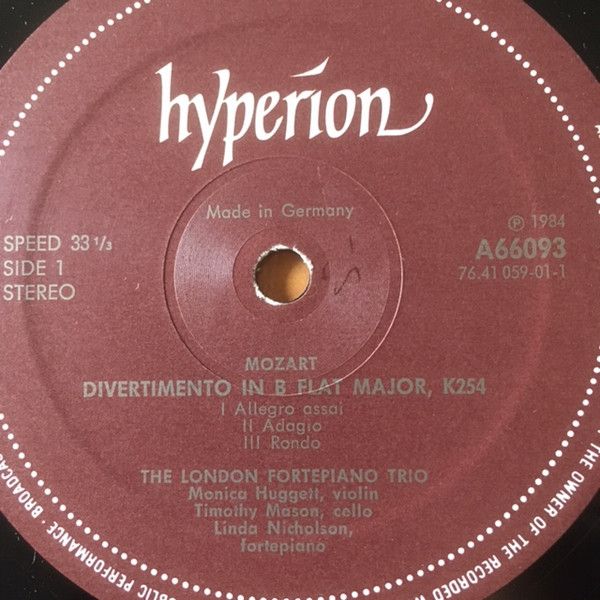 hyperion
Made in Germany
SPEED 33 1/3
SIDE 1
STEREO
℗ 1984
A66093
76.41 059-01-1
MOZART
DIVERTIMENTO IN B FLAT MAJOR, K254
I Allegro assai
II Adagio
III Rondo
THE LONDON FORTEPIANO TRIO
Monica Huggett, violin
Timothy Mason, cello
Linda Nicholson,
fortepiano
THE OWNER OF THE RECORDED
PUBLIC PERFORMANCE